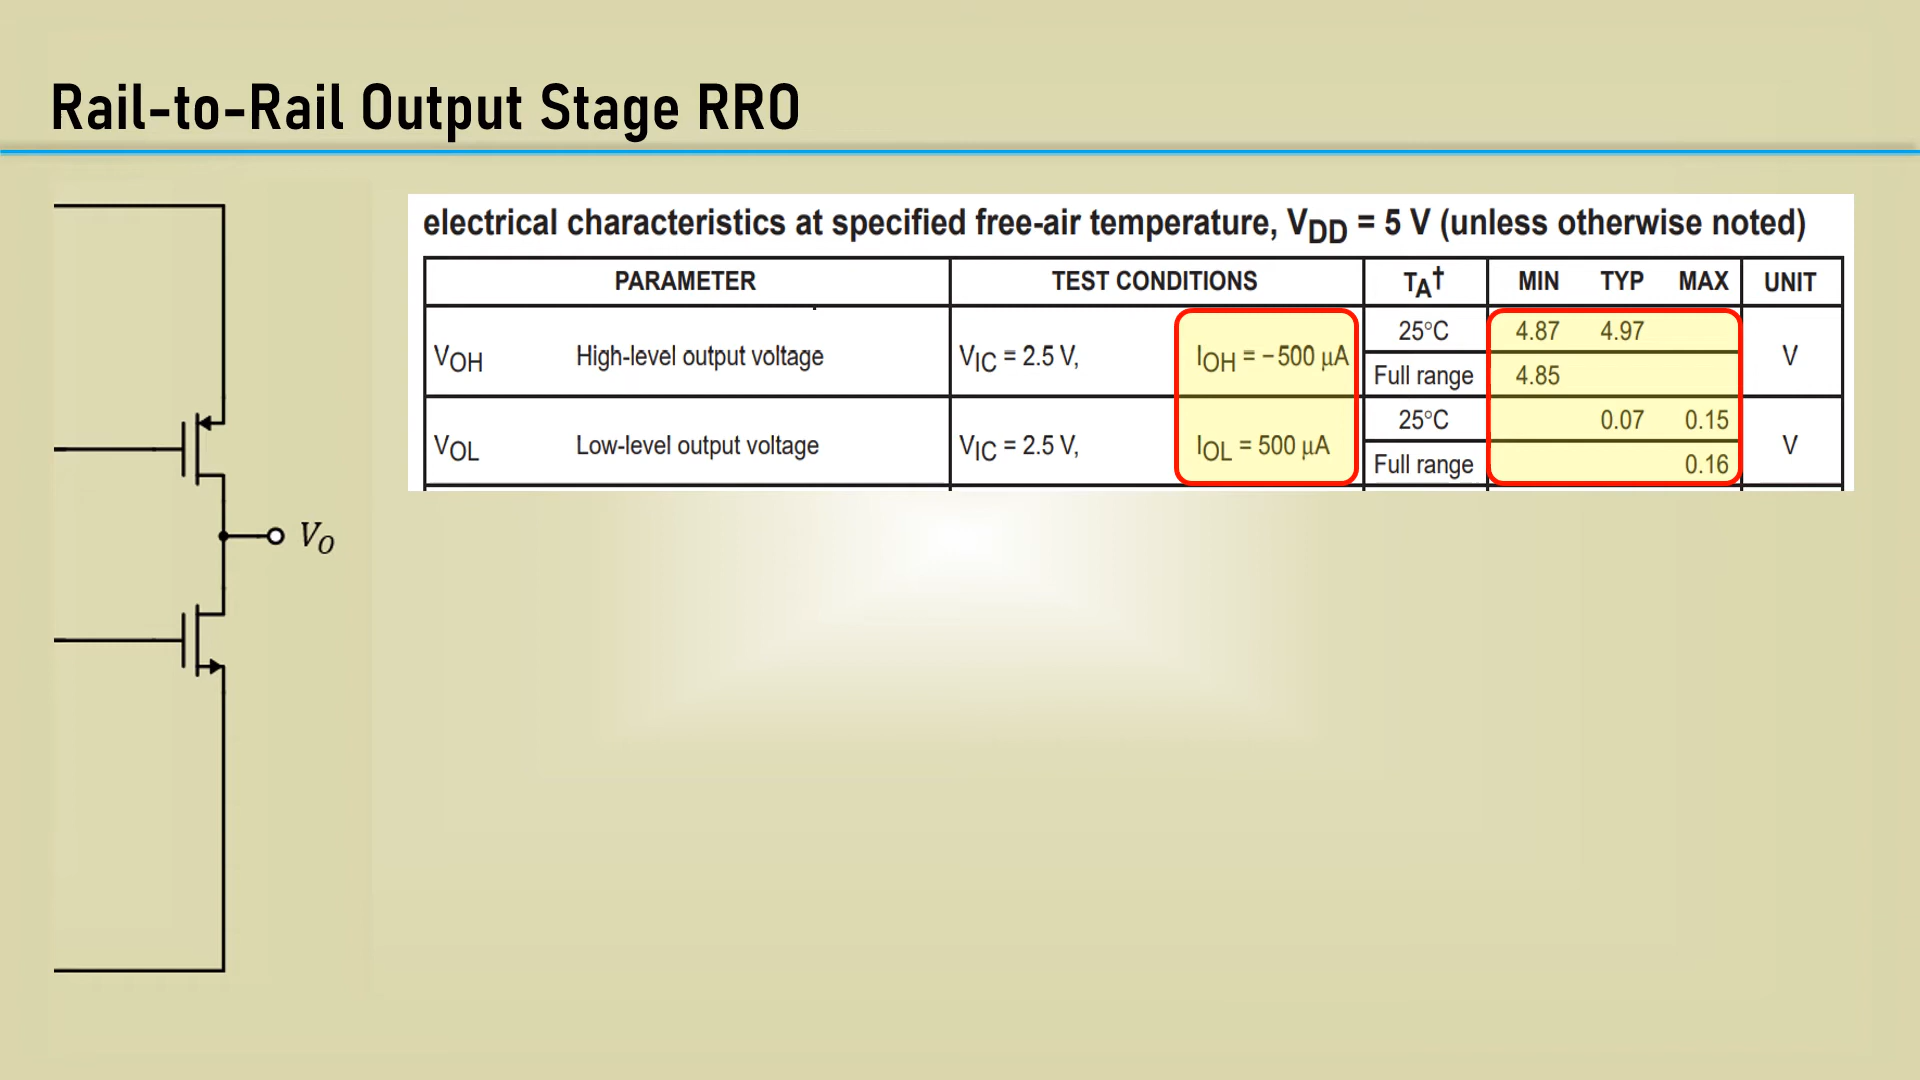 Rail-to-Rail Output Stage RRO
electrical characteristics at specified free-air temperature, VDD = 5 V (unless otherwise noted)
PARAMETER TEST CONDITIONS TA† MIN TYP MAX UNIT
VOH High-level output voltage VIC = 2.5 V, IOH = −500 μA 25°C 4.87 4.97 V
Full range 4.85
VOL Low-level output voltage VIC = 2.5 V, IOL = 500 μA 25°C 0.07 0.15 V
Full range 0.16
VO